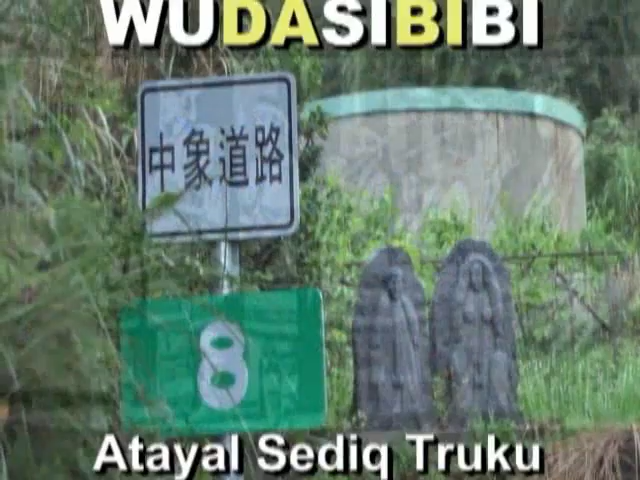 WUDASIBIBI
中象道路
8
Atayal Sediq Truku